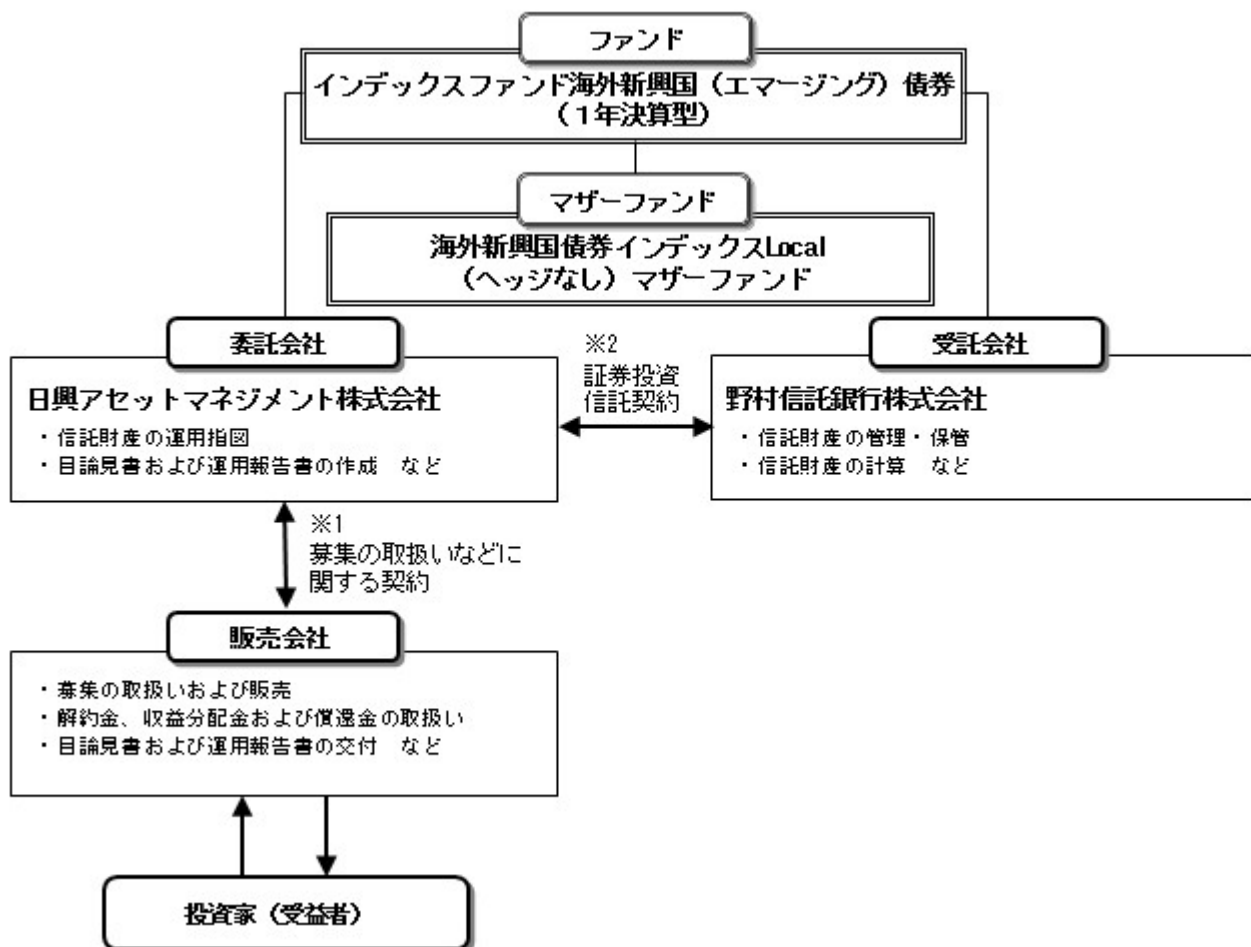 ファンド
インデックスファンド海外新興国（エマージング）債券
（１年決算型）
マザーファンド
海外新興国債券インデックスLocal
（ヘッジなし）マザーファンド
委託会社
日興アセットマネジメント株式会社
・信託財産の運用指図
・目論見書および運用報告書の作成　など
※2
証券投資
信託契約
受託会社
野村信託銀行株式会社
・信託財産の管理・保管
・信託財産の計算　など
※1
募集の取扱いなどに
関する契約
販売会社
・募集の取扱いおよび販売
・解約金、収益分配金および償還金の取扱い
・目論見書および運用報告書の交付　など
投資家（受益者）